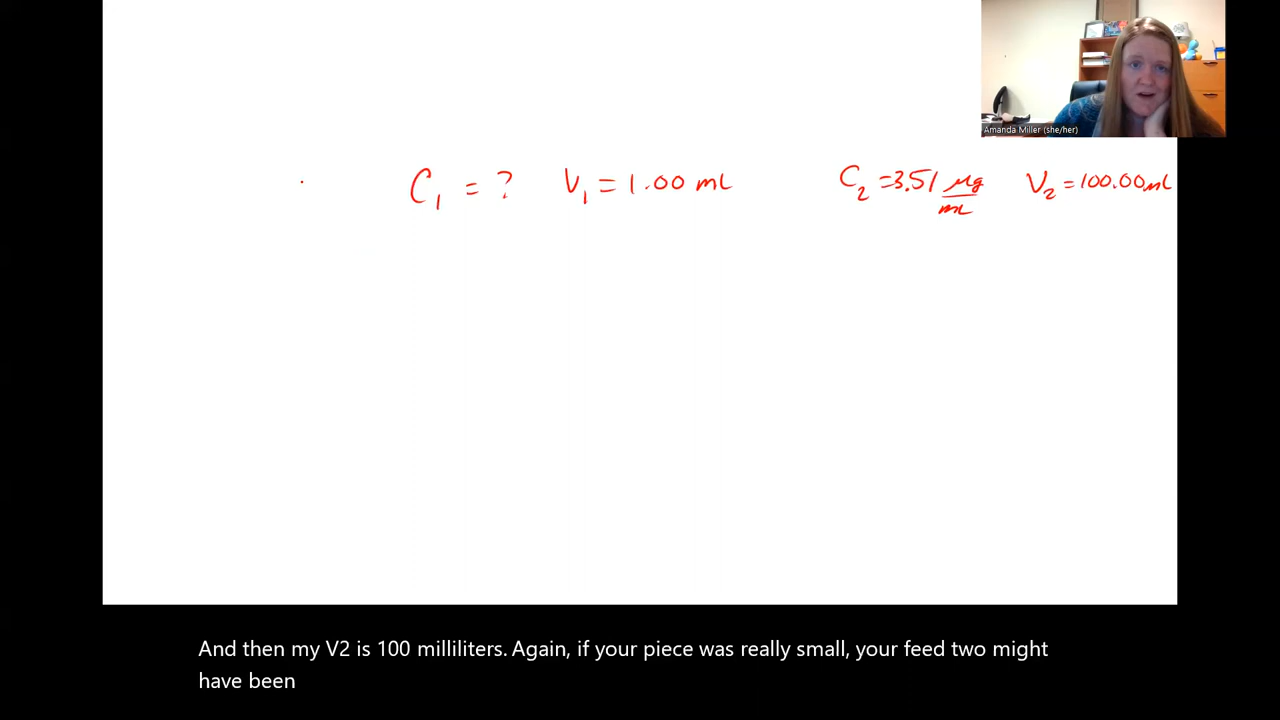 Amanda Miller (she/her)
C₁ = ? V₁ = 1.00 mL C₂ = 3.51 μg/mL V₂ = 100.00 mL
And then my V2 is 100 milliliters. Again, if your piece was really small, your feed two might
have been